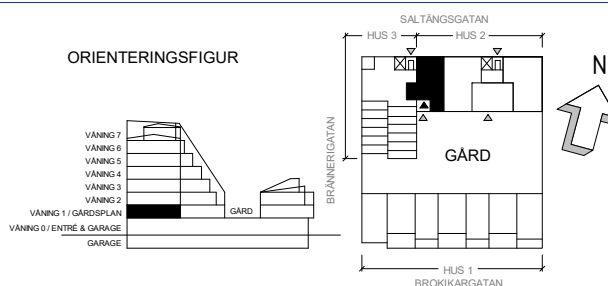 ORIENTERINGSFIGUR
VÅNING 7
VÅNING 6
VÅNING 5
VÅNING 4
VÅNING 3
VÅNING 2
VÅNING 1 / GÅRDSPLAN
GÅRD
VÅNING 0 / ENTRÉ & GARAGE
GARAGE
SALTÄNGSGATAN
HUS 3
HUS 2
BRÄNNERIGATAN
GÅRD
HUS 1
BROKIKARGATAN
N